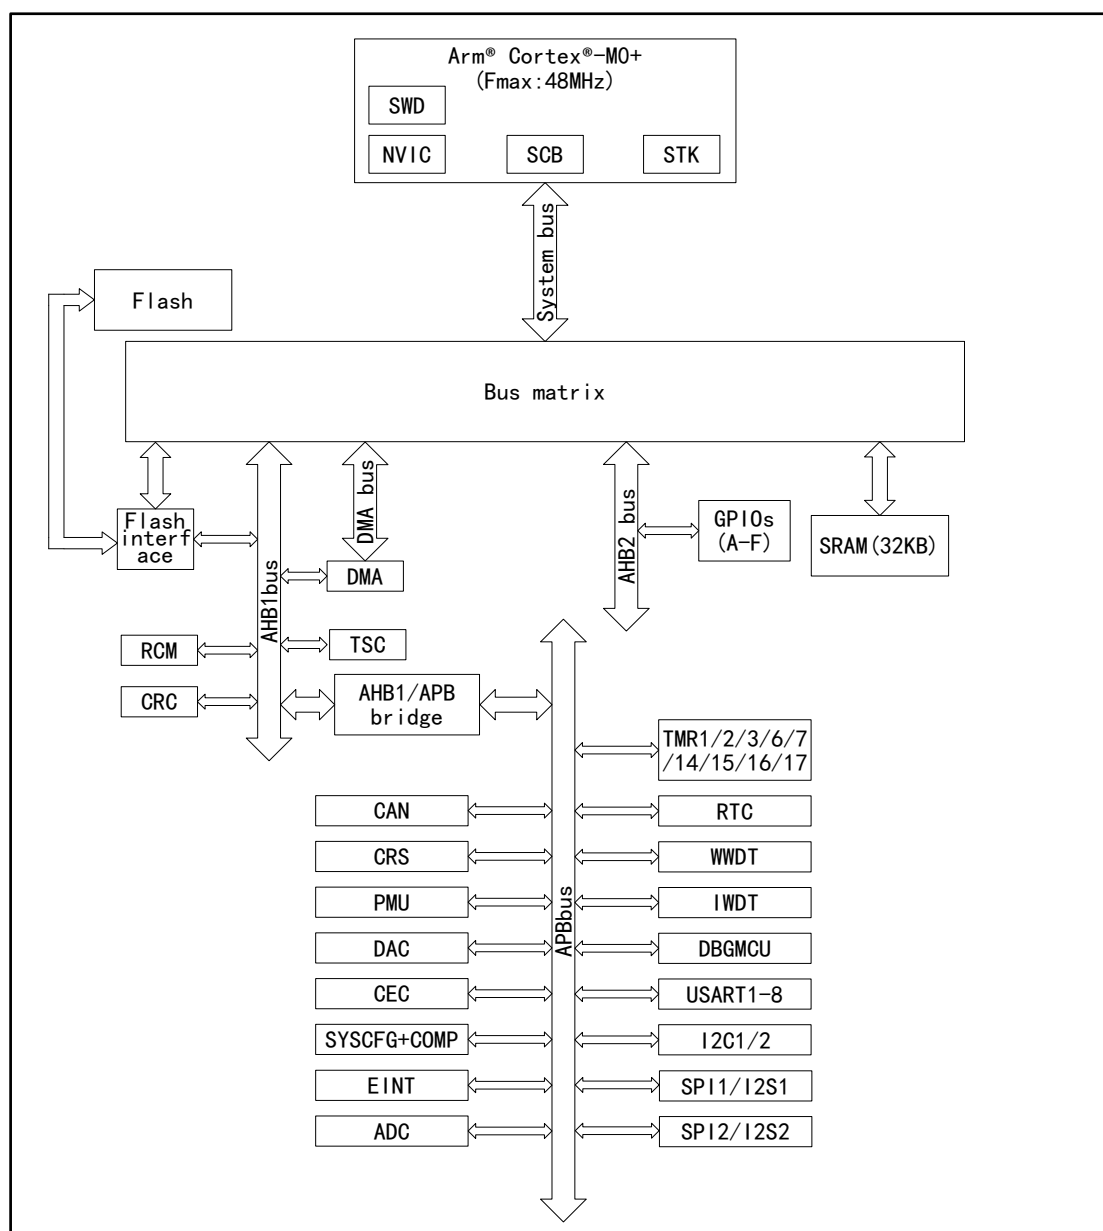 Arm® Cortex®-M0+
(Fmax:48MHz)
SWD
NVIC
SCB
STK
System bus
Flash
Bus matrix
DMA bus
AHB1bus
AHB2 bus
Flash
interf
ace
GPIOs
(A-F)
SRAM(32KB)
DMA
RCM
TSC
CRC
AHB1/APB
bridge
TMR1/2/3/6/7
/14/15/16/17
CAN
RTC
CRS
WWDT
PMU
IWDT
APBbus
DAC
DBGMCU
CEC
USART1-8
SYSCFG+COMP
I2C1/2
EINT
SPI1/I2S1
ADC
SPI2/I2S2